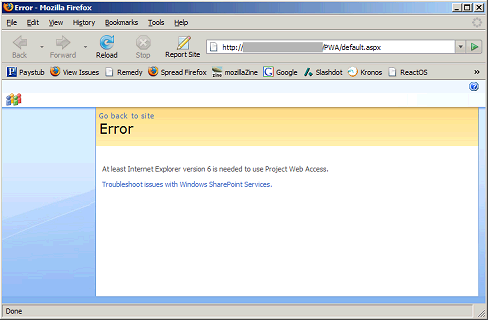 Error - Mozilla Firefox
File Edit View History Bookmarks Tools Help
Back Forward Reload Stop Report Site http:// /PWA/default.aspx
Paystub View Issues Remedy Spread Firefox zine mozillaZine G Google Slashdot Kronos ReactOS »
?
Go back to site
Error
At least Internet Explorer version 6 is needed to use Project Web Access.
Troubleshoot issues with Windows SharePoint Services.
Done